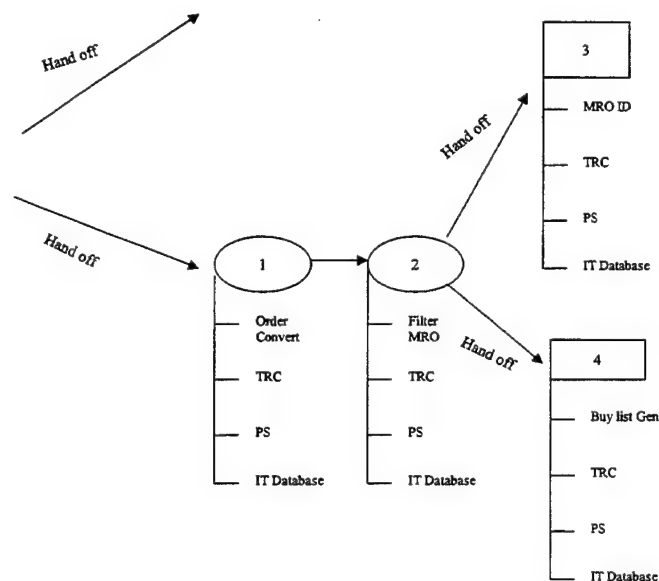 Hand off
3
MRO ID
Hand off
TRC
PS
Hand off
1
2
IT Database
Order
Convert
Filter
MRO
Hand off
4
TRC
TRC
Buy list Gen
PS
PS
TRC
IT Database
IT Database
PS
IT Database